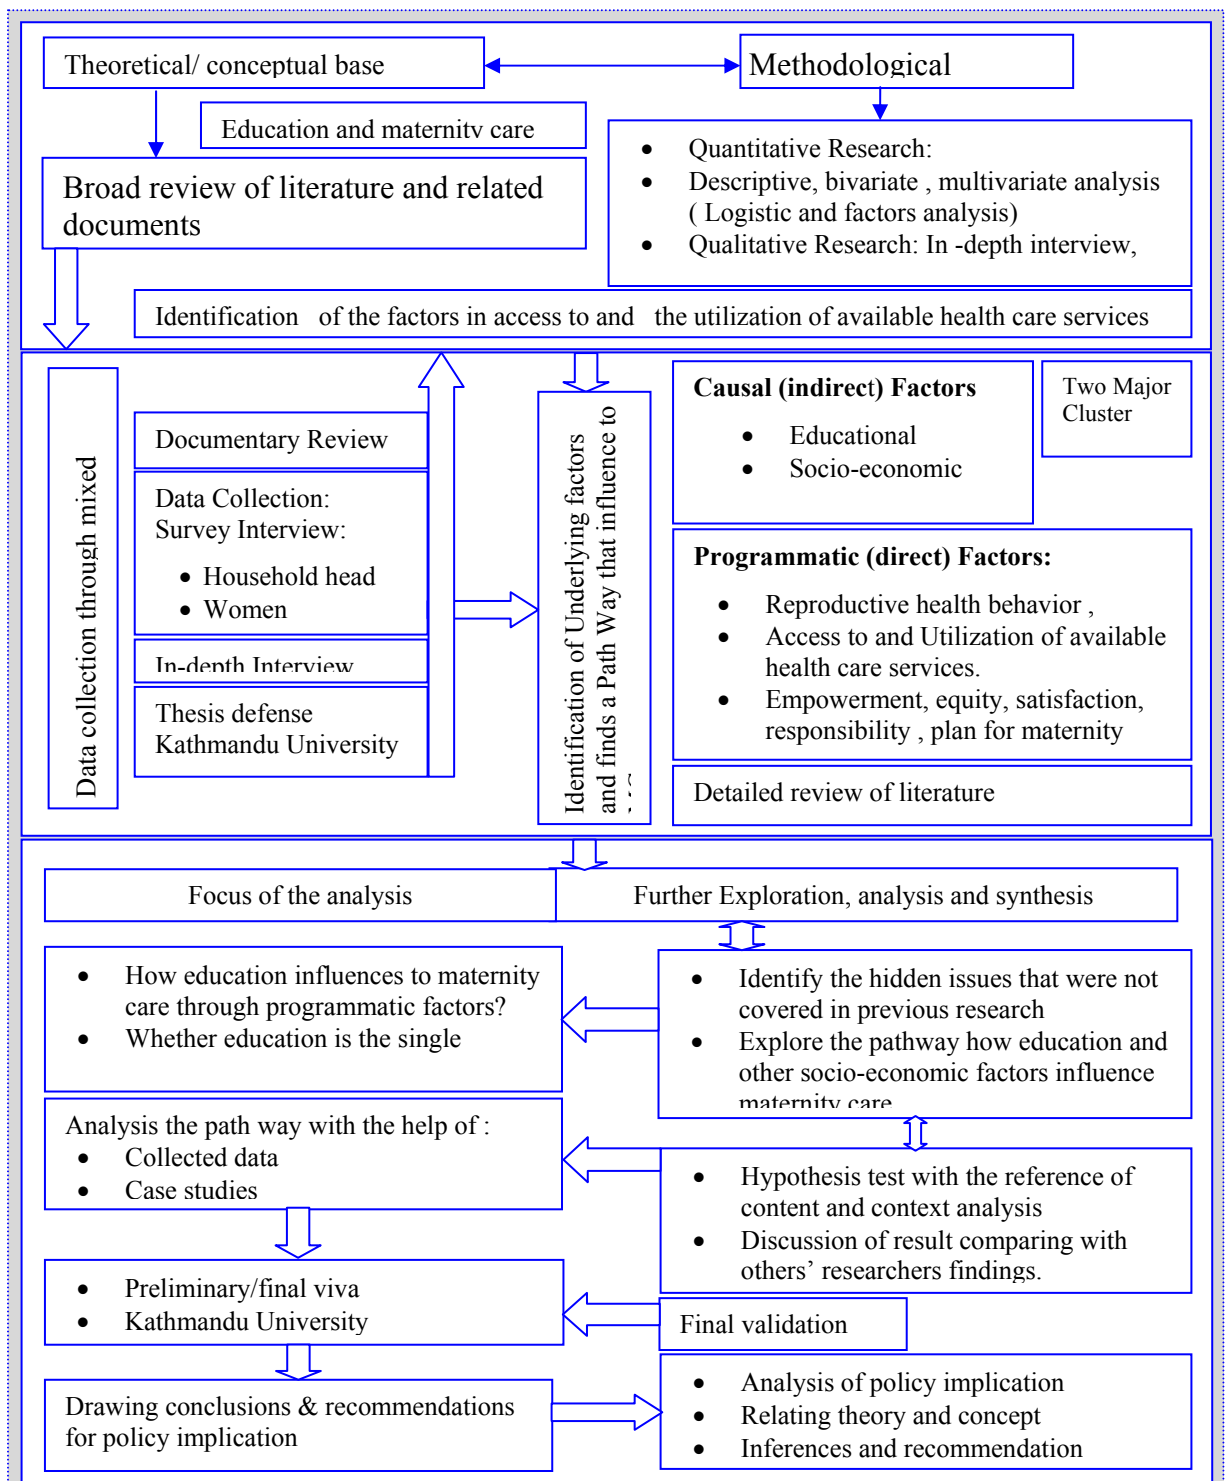 Theoretical/ conceptual base
Methodological
Education and maternity care
Broad review of literature and related
documents
• Quantitative Research:
• Descriptive, bivariate , multivariate analysis
( Logistic and factors analysis)
• Qualitative Research: In -depth interview,
Identification of the factors in access to and the utilization of available health care services
Data collection through mixed
Documentary Review
Data Collection:
Survey Interview:
• Household head
• Women
In-depth Interview
Thesis defense
Kathmandu University
Identification of Underlying factors
and finds a Path Way that influence to
Causal (indirect) Factors
• Educational
• Socio-economic
Two Major
Cluster
Programmatic (direct) Factors:
• Reproductive health behavior ,
• Access to and Utilization of available
health care services.
• Empowerment, equity, satisfaction,
responsibility , plan for maternity
Detailed review of literature
Focus of the analysis
Further Exploration, analysis and synthesis
• How education influences to maternity
care through programmatic factors?
• Whether education is the single
• Identify the hidden issues that were not
covered in previous research
• Explore the pathway how education and
other socio-economic factors influence
maternity care
Analysis the path way with the help of :
• Collected data
• Case studies
• Hypothesis test with the reference of
content and context analysis
• Discussion of result comparing with
others’ researchers findings.
• Preliminary/final viva
• Kathmandu University
Final validation
Drawing conclusions & recommendations
for policy implication
• Analysis of policy implication
• Relating theory and concept
• Inferences and recommendation